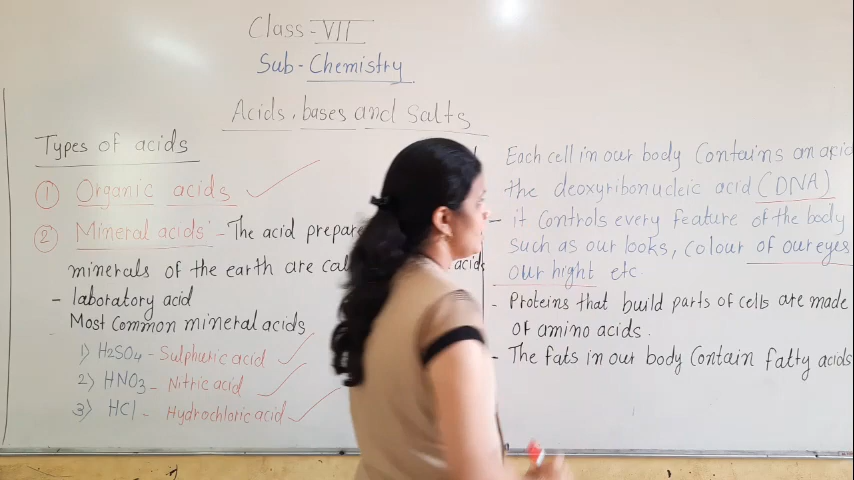 Class - VII
Sub - Chemistry
Acids, bases and salts
Types of acids
① Organic acids
② Mineral acids - The acid prepare
minerals of the earth are cal acids
- laboratory acid
Most Common mineral acids
1) H2SO4 - Sulphuric acid
2) HNO3 - Nitric acid
3) HCl - Hydrochloric acid
Each cell in our body Contains an acid
the deoxyribonucleic acid (DNA)
- it Controls every feature of the body
such as our looks, colour of our eyes
our hight etc
- Proteins that build parts of cells are made
of amino acids.
- The fats in our body Contain fatty acids